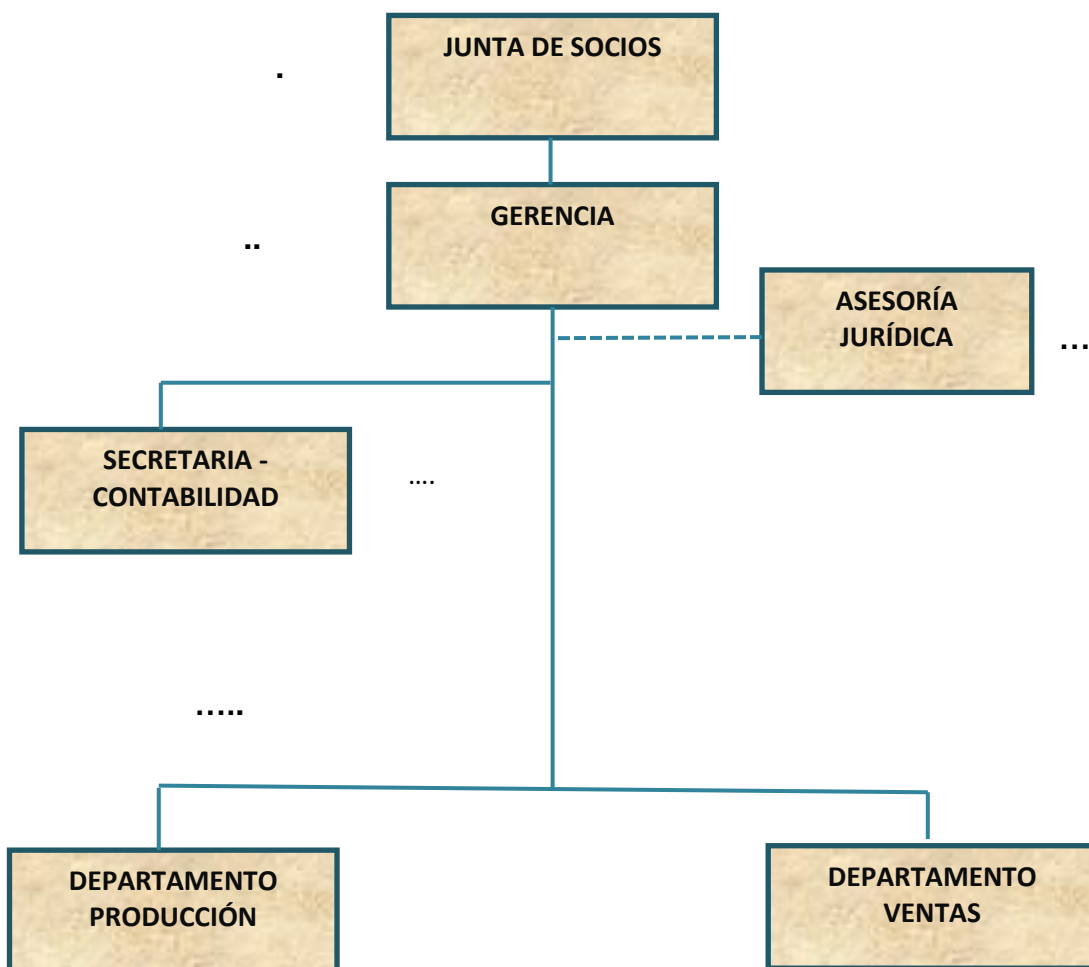 JUNTA DE SOCIOS
.
GERENCIA
..
ASESORÍA
JURÍDICA
...
SECRETARIA -
CONTABILIDAD
....
.....
DEPARTAMENTO
PRODUCCIÓN
DEPARTAMENTO
VENTAS